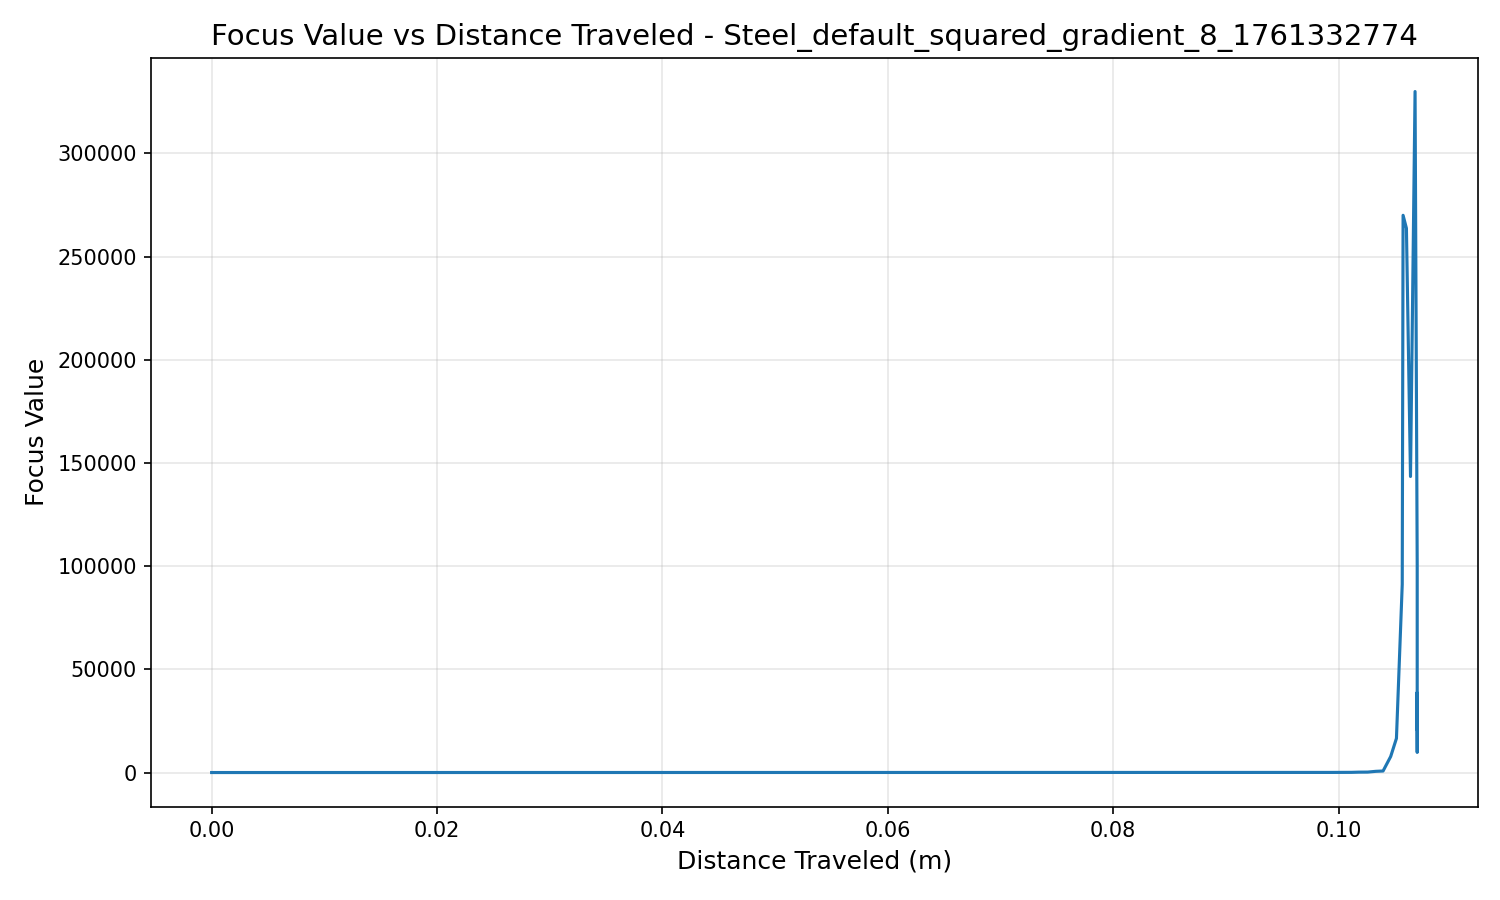 Focus Value vs Distance Traveled - Steel_default_squared_gradient_8_1761332774
Focus Value
300000
250000
200000
150000
100000
50000
0
0.00 0.02 0.04 0.06 0.08 0.10
Distance Traveled (m)